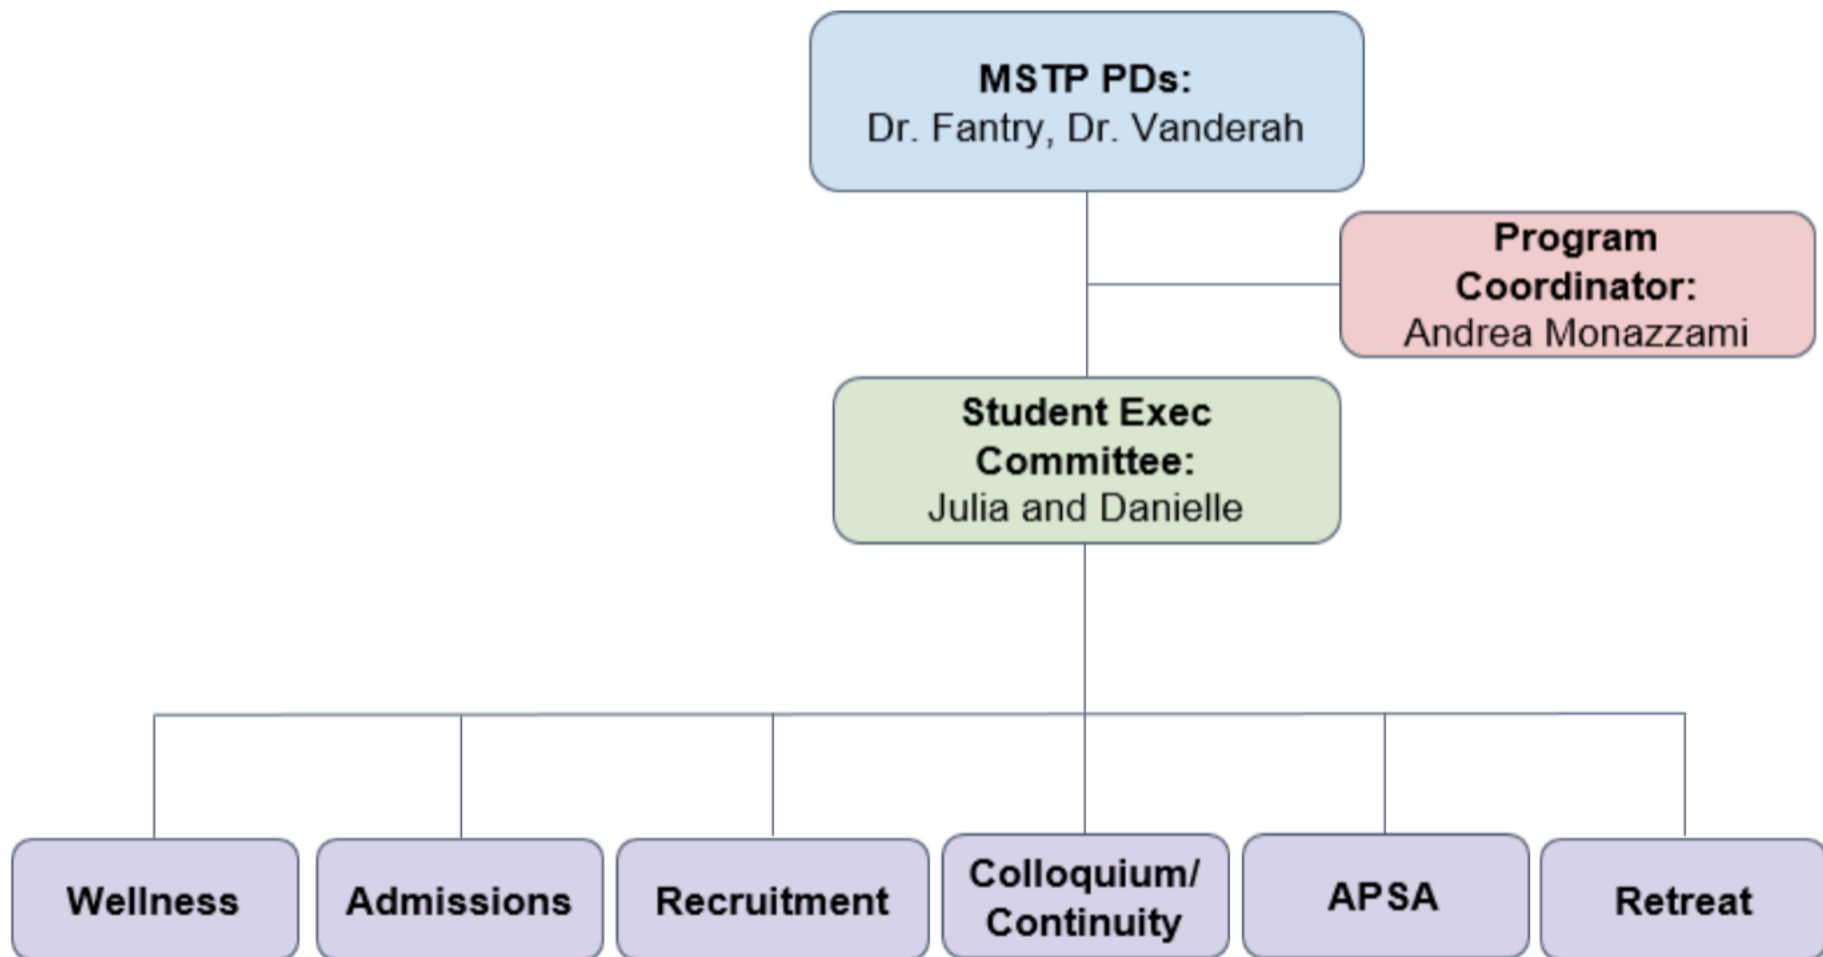 MSTP PDs:
Dr. Fantry, Dr. Vanderah
Program
Coordinator:
Andrea Monazzami
Student Exec
Committee:
Julia and Danielle
Wellness
Admissions
Recruitment
Colloquium/
Continuity
APSA
Retreat